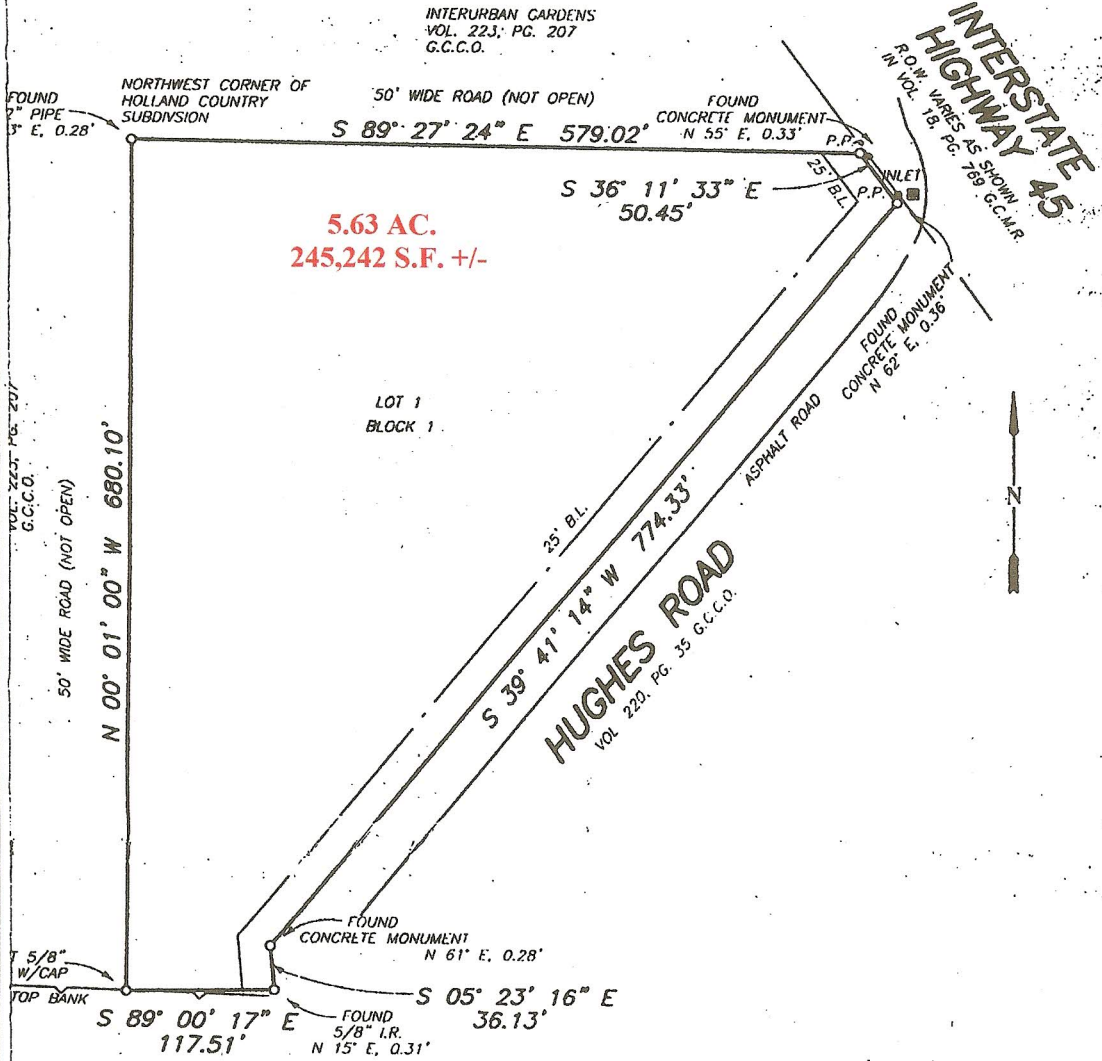 INTERURBAN GARDENS
VOL. 223, PG. 207
G.C.C.O.
INTERSTATE
HIGHWAY 45
R.O.W. VARIES AS SHOWN
IN VOL. 18, PG. 769 G.C.M.R.
NORTHWEST CORNER OF
HOLLAND COUNTRY
SUBDIVSION
FOUND
2" PIPE
3" E, 0.28'
50' WIDE ROAD (NOT OPEN)
S 89° 27' 24" E 579.02'
FOUND
CONCRETE MONUMENT
N 55° E, 0.33'
P.P.
INLET
P.P.
25' B.L.
S 36° 11' 33" E
50.45'
5.63 AC.
245,242 S.F. +/-
FOUND
CONCRETE MONUMENT
N 62° E, 0.36'
LOT 1
BLOCK 1
ASPHALT ROAD
VOL. 223, PG. 207
G.C.C.O.
50' WIDE ROAD (NOT OPEN)
N 00° 01' 00" W 680.10'
N
25' B.L.
S 39° 41' 14" W 774.33'
HUGHES ROAD
VOL 220, PG. 35 G.C.C.O.
FOUND
CONCRETE MONUMENT
N 61° E, 0.28'
T 5/8"
W/CAP
TOP BANK
S 05° 23' 16" E
36.13'
S 89° 00' 17" E
117.51'
FOUND
5/8" I.R.
N 15° E, 0.31'